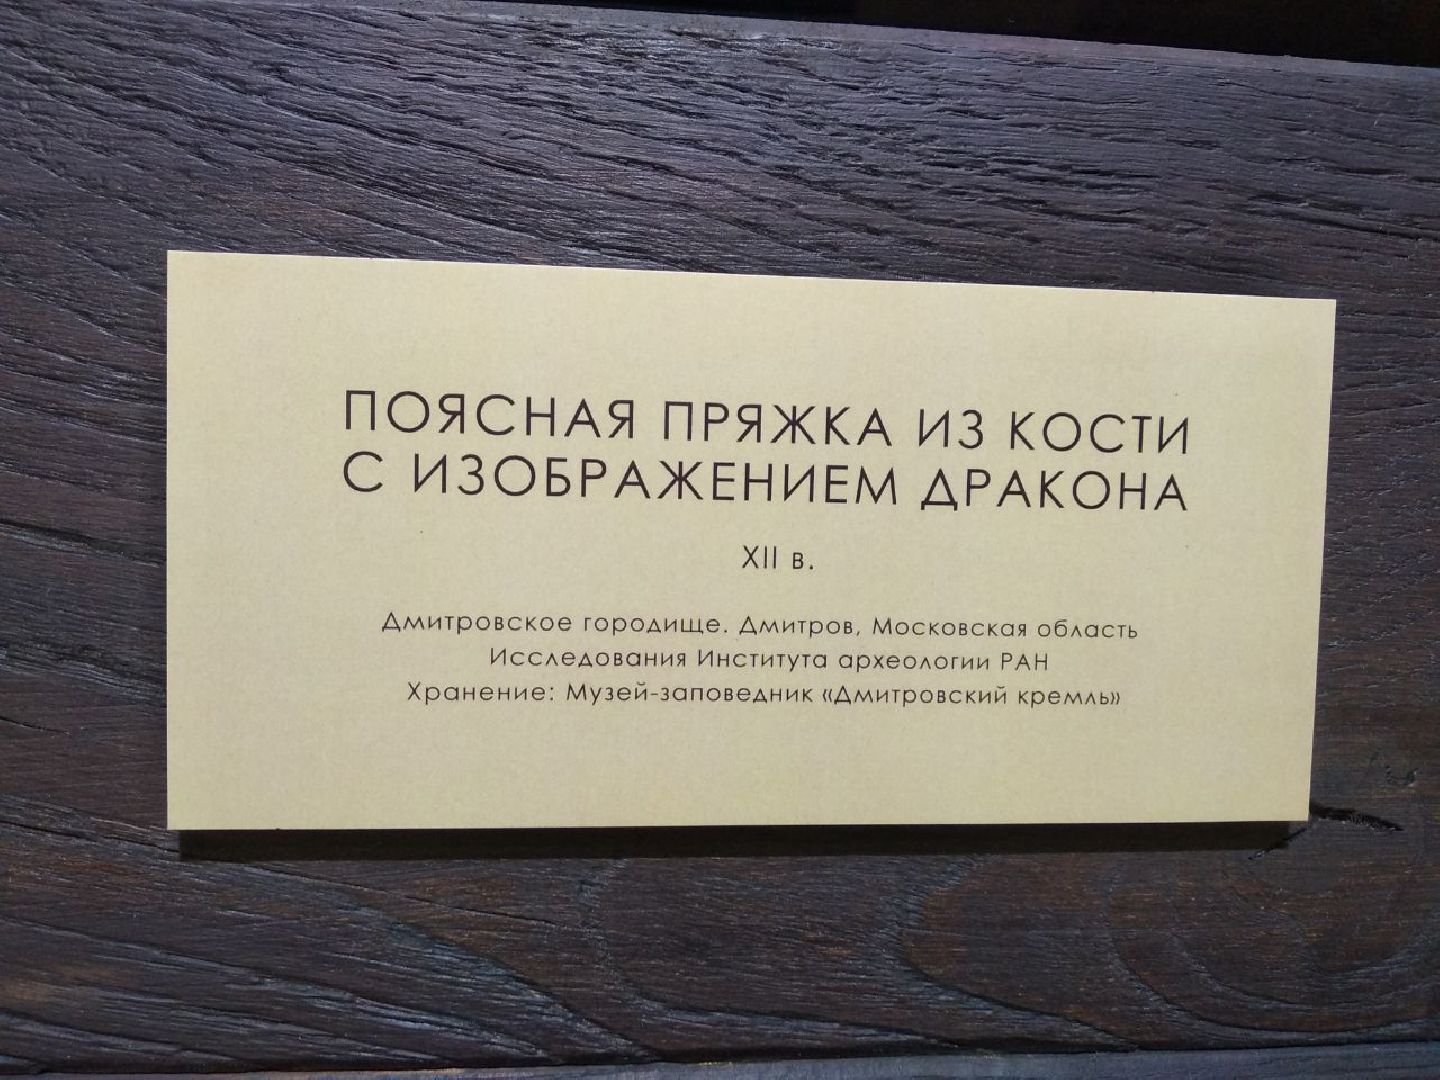 ПОЯСНАЯ ПРЯЖКА ИЗ КОСТИ
С ИЗОБРАЖЕНИЕМ ДРАКОНА
XII в.
Дмитровское городище. Дмитров, Московская область
Исследования Института археологии РАН
Хранение: Музей-заповедник «Дмитровский кремль»